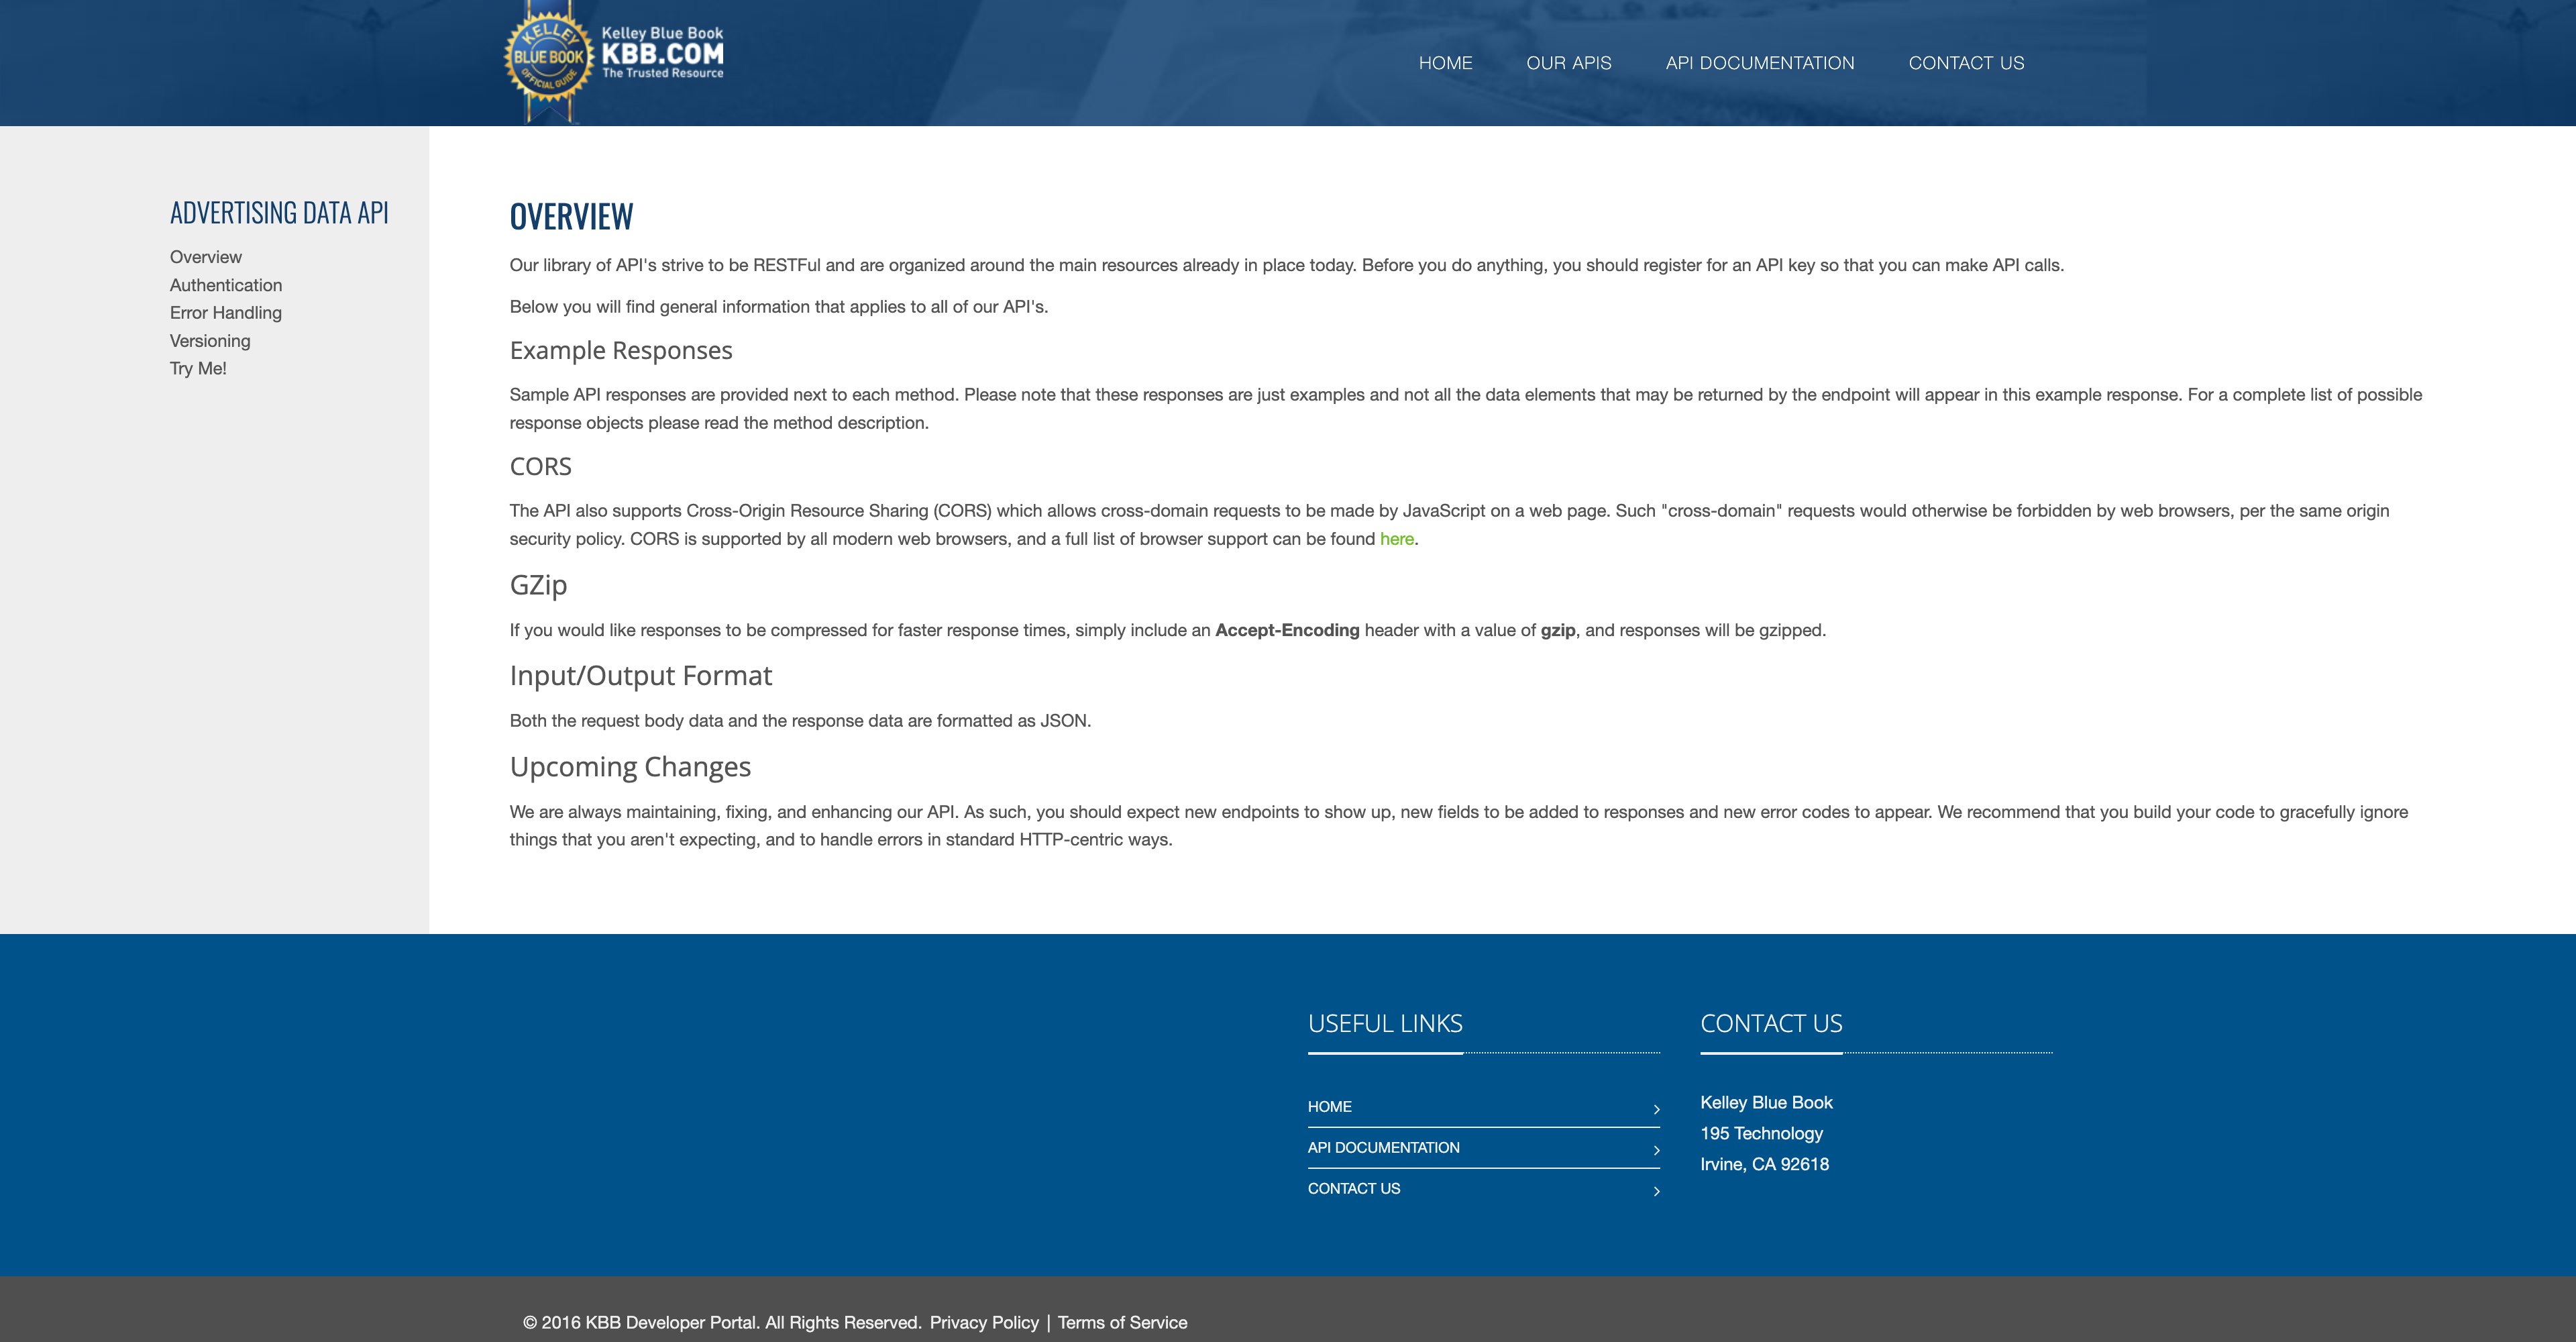 KELLEY
BLUE BOOK
OFFICIAL GUIDE
Kelley Blue Book
KBB.COM
The Trusted Resource
HOME
OUR APIS
API DOCUMENTATION
CONTACT US
ADVERTISING DATA API
Overview
Authentication
Error Handling
Versioning
Try Me!
OVERVIEW
Our library of API's strive to be RESTFul and are organized around the main resources already in place today. Before you do anything, you should register for an API key so that you can make API calls.
Below you will find general information that applies to all of our API's.
Example Responses
Sample API responses are provided next to each method. Please note that these responses are just examples and not all the data elements that may be returned by the endpoint will appear in this example response. For a complete list of possible
response objects please read the method description.
CORS
The API also supports Cross-Origin Resource Sharing (CORS) which allows cross-domain requests to be made by JavaScript on a web page. Such "cross-domain" requests would otherwise be forbidden by web browsers, per the same origin
security policy. CORS is supported by all modern web browsers, and a full list of browser support can be found here.
GZip
If you would like responses to be compressed for faster response times, simply include an Accept-Encoding header with a value of gzip, and responses will be gzipped.
Input/Output Format
Both the request body data and the response data are formatted as JSON.
Upcoming Changes
We are always maintaining, fixing, and enhancing our API. As such, you should expect new endpoints to show up, new fields to be added to responses and new error codes to appear. We recommend that you build your code to gracefully ignore
things that you aren't expecting, and to handle errors in standard HTTP-centric ways.
USEFUL LINKS
HOME
API DOCUMENTATION
CONTACT US
CONTACT US
Kelley Blue Book
195 Technology
Irvine, CA 92618
© 2016 KBB Developer Portal. All Rights Reserved. Privacy Policy | Terms of Service